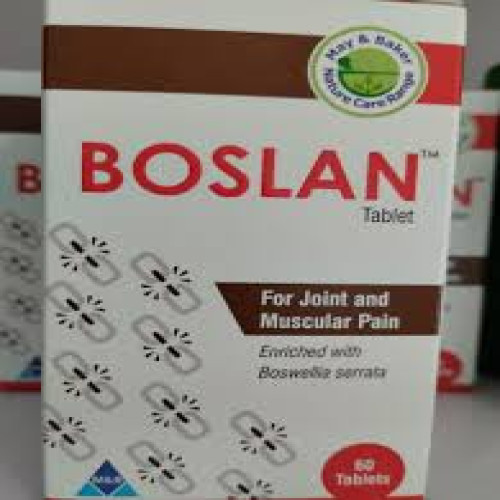 May & Baker
Nature Care Range
BOSLAN™
Tablet
For Joint and
Muscular Pain
Enriched with
Boswellia serrata
60
Tablets
M&B
B